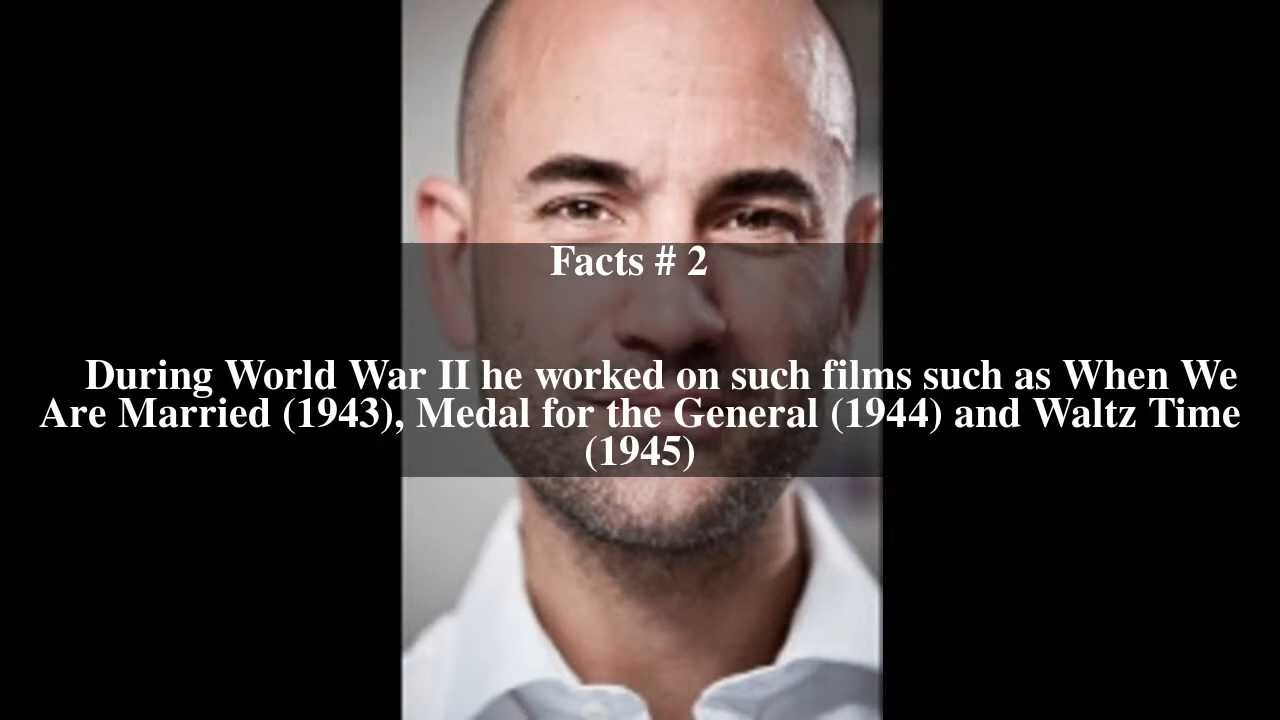 Facts # 2
During World War II he worked on such films such as When We
Are Married (1943), Medal for the General (1944) and Waltz Time
(1945)